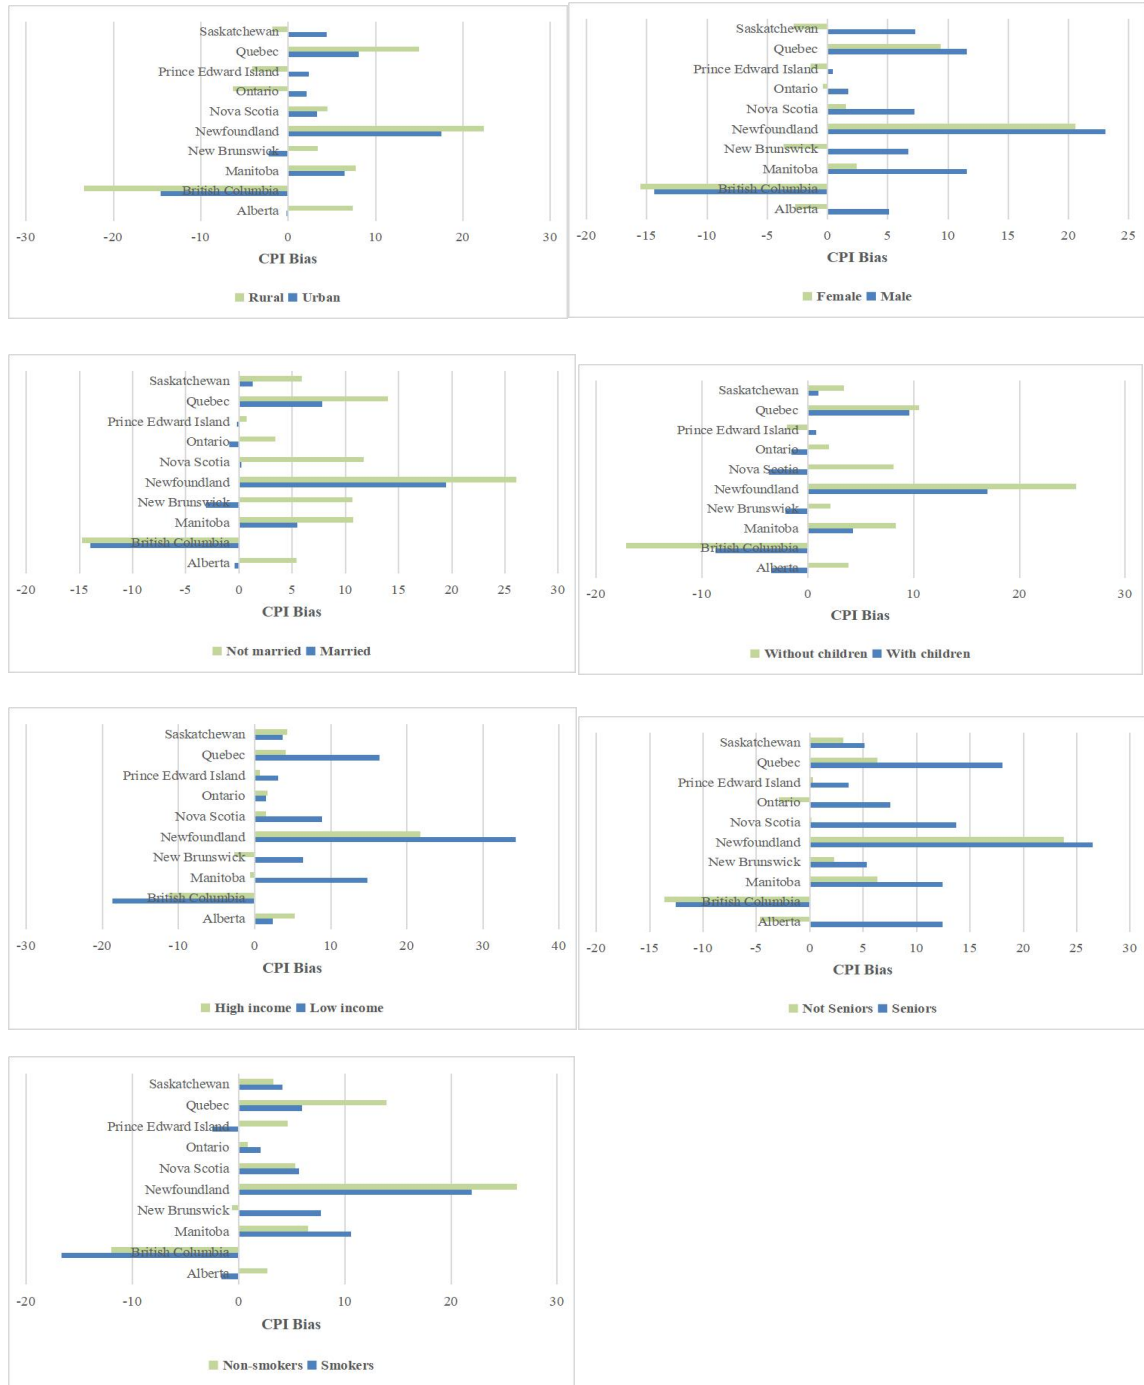 Saskatchewan
Quebec
Prince Edward Island
Ontario
Nova Scotia
Newfoundland
New Brunswick
Manitoba
British Columbia
Alberta
-30 -20 -10 0 10 20 30
CPI Bias
Rural Urban
Saskatchewan
Quebec
Prince Edward Island
Ontario
Nova Scotia
Newfoundland
New Brunswick
Manitoba
British Columbia
Alberta
-20 -15 -10 -5 0 5 10 15 20 25
CPI Bias
Female Male
Saskatchewan
Quebec
Prince Edward Island
Ontario
Nova Scotia
Newfoundland
New Brunswick
Manitoba
British Columbia
Alberta
-20 -15 -10 -5 0 5 10 15 20 25 30
CPI Bias
Not married Married
Saskatchewan
Quebec
Prince Edward Island
Ontario
Nova Scotia
Newfoundland
New Brunswick
Manitoba
British Columbia
Alberta
-20 -10 0 10 20 30
CPI Bias
Without children With children
Saskatchewan
Quebec
Prince Edward Island
Ontario
Nova Scotia
Newfoundland
New Brunswick
Manitoba
British Columbia
Alberta
-30 -20 -10 0 10 20 30 40
CPI Bias
High income Low income
Saskatchewan
Quebec
Prince Edward Island
Ontario
Nova Scotia
Newfoundland
New Brunswick
Manitoba
British Columbia
Alberta
-20 -15 -10 -5 0 5 10 15 20 25 30
CPI Bias
Not Seniors Seniors
Saskatchewan
Quebec
Prince Edward Island
Ontario
Nova Scotia
Newfoundland
New Brunswick
Manitoba
British Columbia
Alberta
-20 -10 0 10 20 30
CPI Bias
Non-smokers Smokers